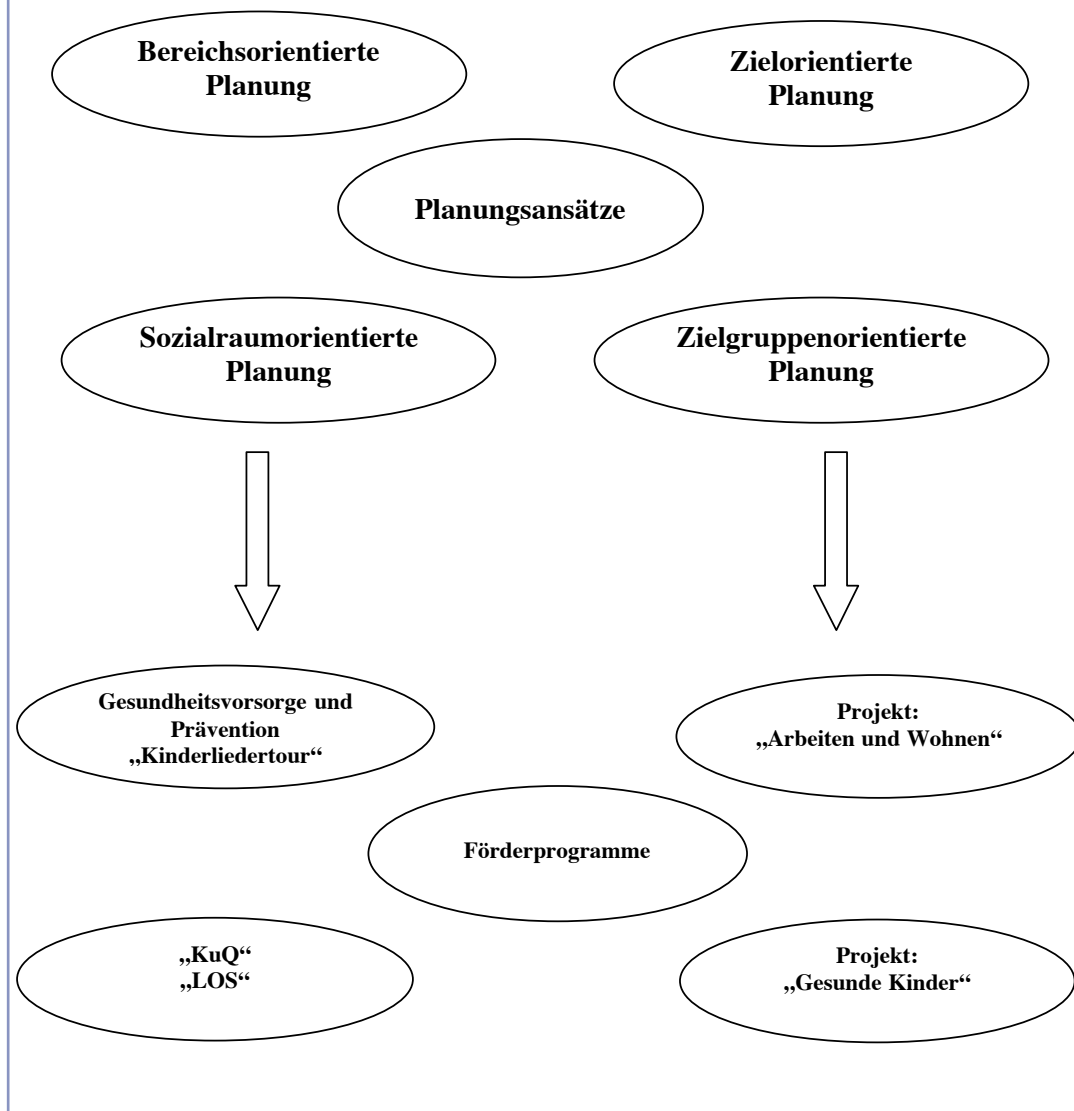 Bereichsorientierte
Planung
Zielorientierte
Planung
Planungsansätze
Sozialraumorientierte
Planung
Zielgruppenorientierte
Planung
Gesundheitsvorsorge und
Prävention
„Kinderliedertour“
Projekt:
„Arbeiten und Wohnen“
Förderprogramme
„KuQ“
„LOS“
Projekt:
„Gesunde Kinder“